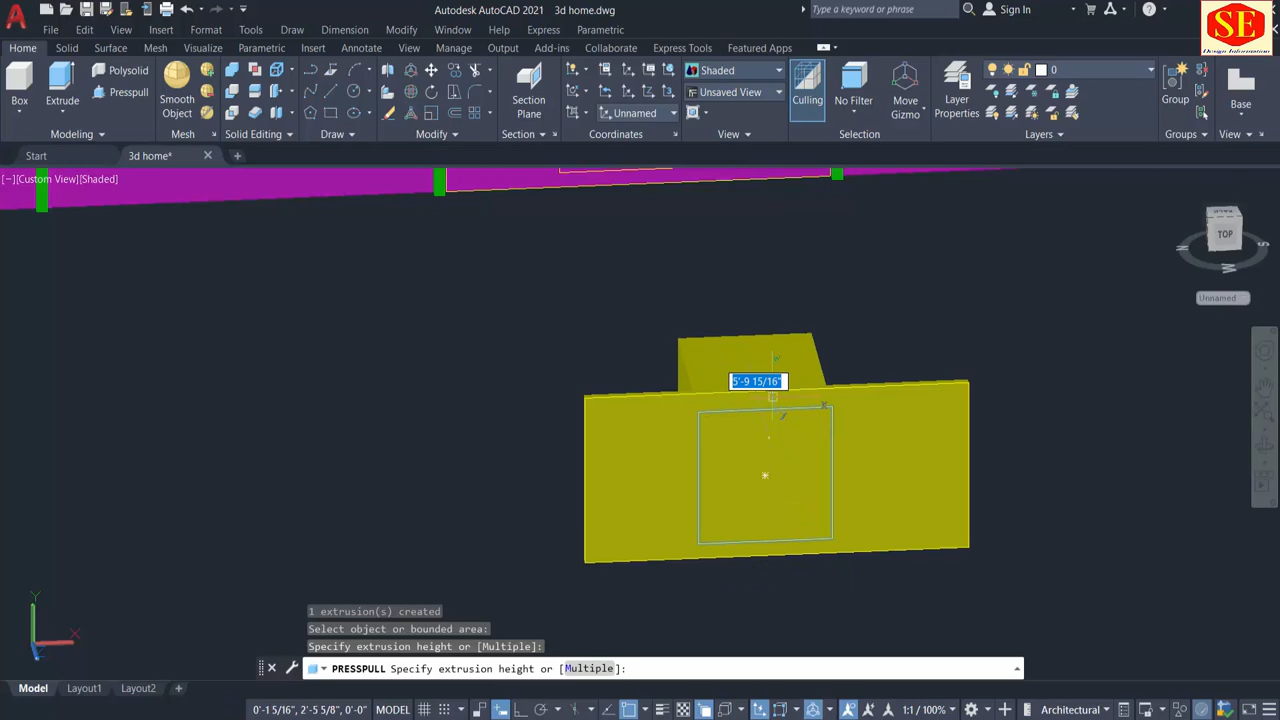 Autodesk AutoCAD 2021 3d home.dwg
Type a keyword or phrase
Sign In
SE
Design Information
File Edit View Insert Format Tools Draw Dimension Modify Window Help Express Parametric
Home Solid Surface Mesh Visualize Parametric Insert Annotate View Manage Output Add-ins Collaborate Express Tools Featured Apps
Polysolid
Presspull
Box
Extrude
Smooth
Object
Section
Plane
Unnamed
Shaded
Unsaved View
Culling
No Filter
Move
Gizmo
Layer
Properties
0
Group
Base
Modeling Mesh Solid Editing Draw Modify Section Coordinates View Selection Layers Groups View
Start 3d home*
[−][Custom View][Shaded]
TOP
N
S
W
Unnamed
5'-9 15/16"
Y
X
1 extrusion(s) created
Select object or bounded area:
Specify extrusion height or [Multiple]:
PRESSPULL Specify extrusion height or [Multiple]:
Model Layout1 Layout2
0'-1 5/16", 2'-5 5/8", 0'-0" MODEL 1:1 / 100% Architectural